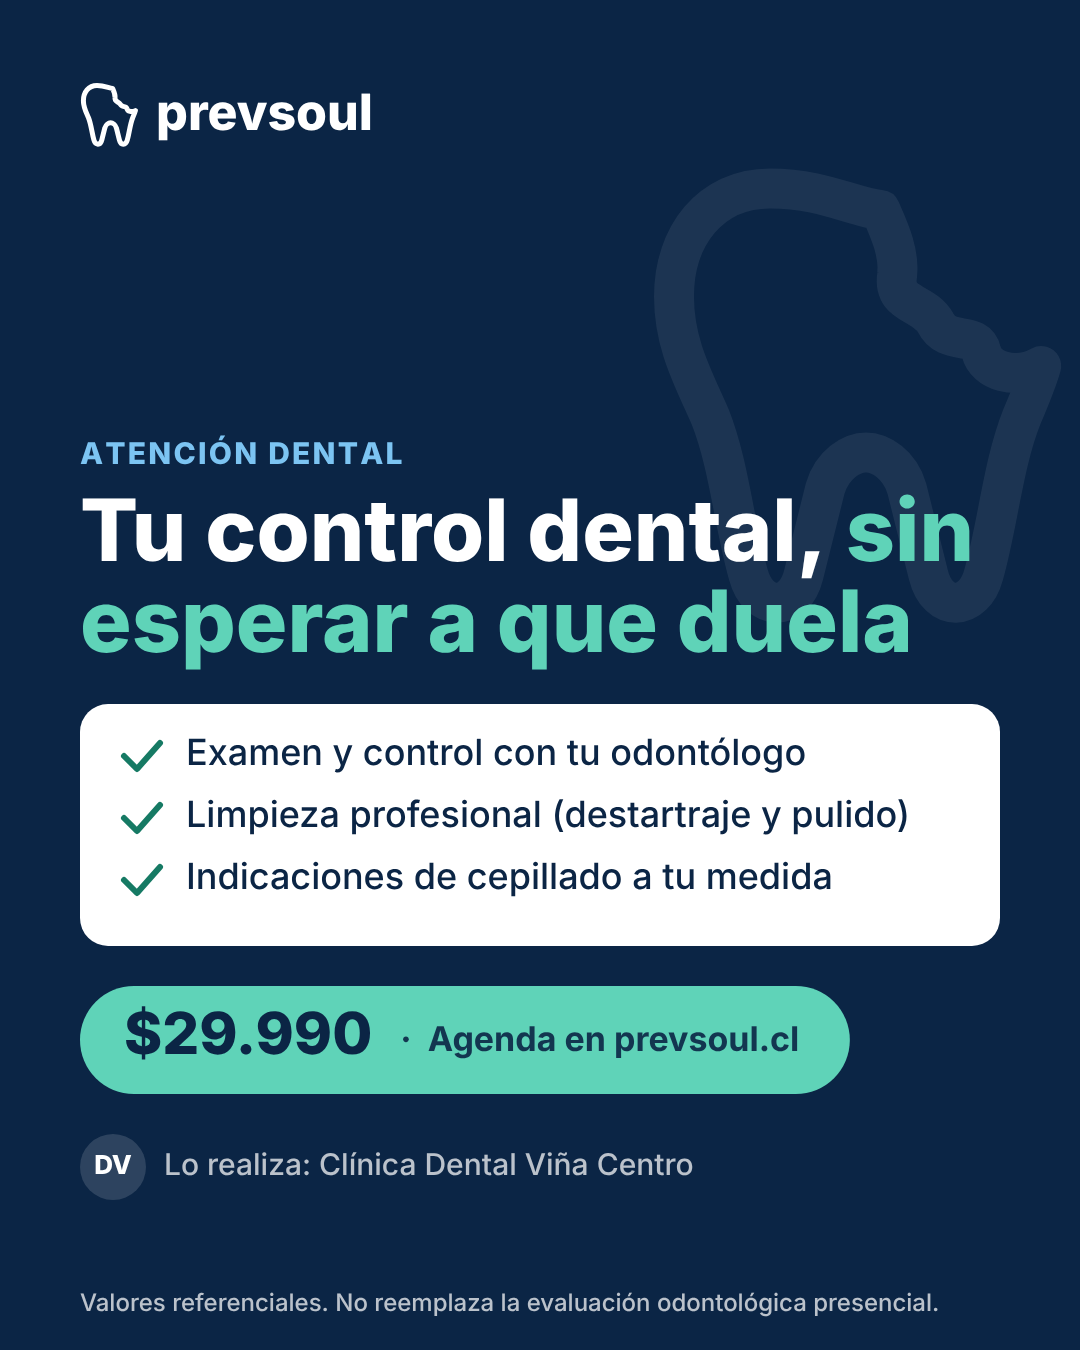 prevsoul
ATENCIÓN DENTAL
Tu control dental, sin
esperar a que duela
Examen y control con tu odontólogo
Limpieza profesional (destartraje y pulido)
Indicaciones de cepillado a tu medida
$29.990 · Agenda en prevsoul.cl
DV Lo realiza: Clínica Dental Viña Centro
Valores referenciales. No reemplaza la evaluación odontológica presencial.